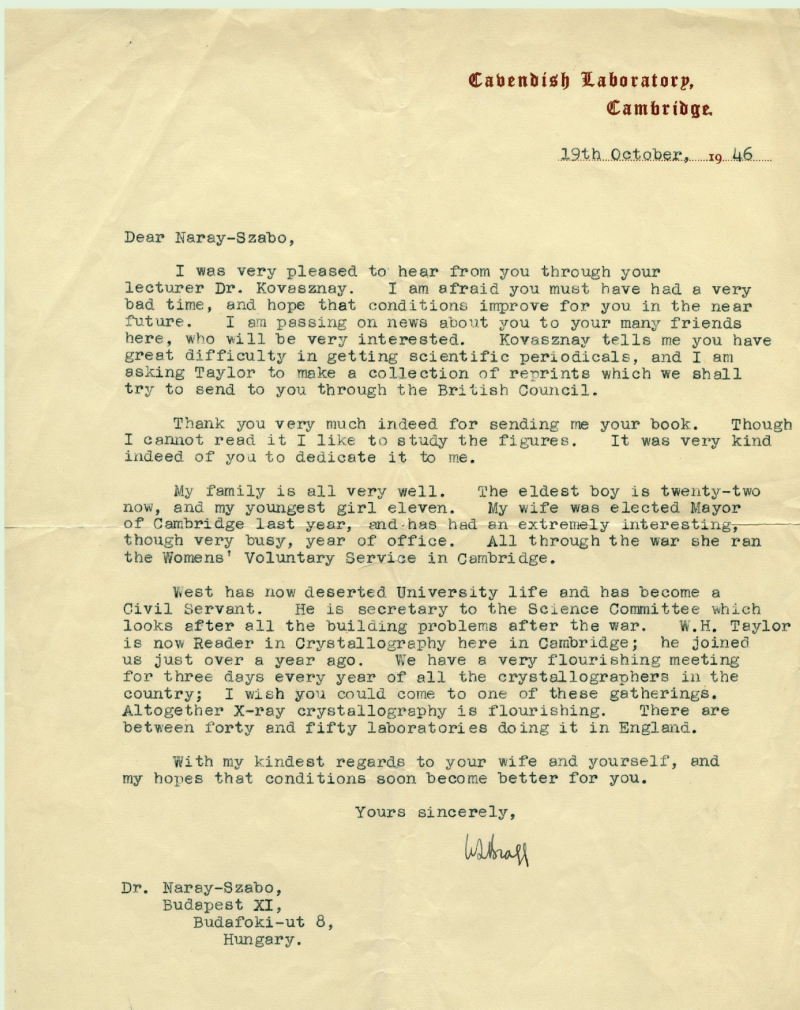 Cavendish Laboratory,
Cambridge.
19th October, 1946
Dear Naray-Szabo,
I was very pleased to hear from you through your
lecturer Dr. Kovasznay. I am afraid you must have had a very
bad time, and hope that conditions improve for you in the near
future. I am passing on news about you to your many friends
here, who will be very interested. Kovasznay tells me you have
great difficulty in getting scientific periodicals, and I am
asking Taylor to make a collection of reprints which we shall
try to send to you through the British Council.
Thank you very much indeed for sending me your book. Though
I cannot read it I like to study the figures. It was very kind
indeed of you to dedicate it to me.
My family is all very well. The eldest boy is twenty-two
now, and my youngest girl eleven. My wife was elected Mayor
of Cambridge last year, and has had an extremely interesting,
though very busy, year of office. All through the war she ran
the Womens' Voluntary Service in Cambridge.
West has now deserted University life and has become a
Civil Servant. He is secretary to the Science Committee which
looks after all the building problems after the war. W.H. Taylor
is now Reader in Crystallography here in Cambridge; he joined
us just over a year ago. We have a very flourishing meeting
for three days every year of all the crystallographers in the
country; I wish you could come to one of these gatherings.
Altogether X-ray crystallography is flourishing. There are
between forty and fifty laboratories doing it in England.
With my kindest regards to your wife and yourself, and
my hopes that conditions soon become better for you.
Yours sincerely,
WLBragg
Dr. Naray-Szabo,
Budapest XI,
Budafoki-ut 8,
Hungary.